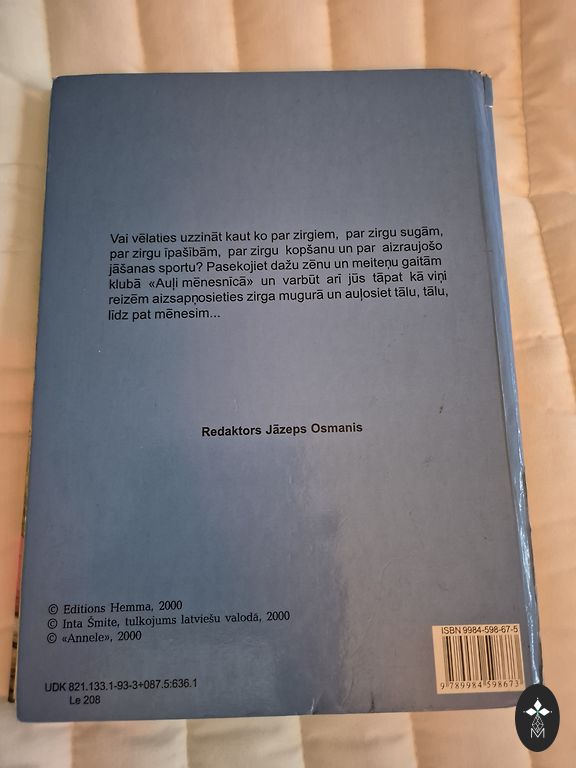 Vai vēlaties uzzināt kaut ko par zirgiem, par zirgu sugām,
par zirgu īpašībām, par zirgu kopšanu un par aizraujošo
jāšanas sportu? Pasekojiet dažu zēnu un meiteņu gaitām
klubā «Auļi mēnesnīcā» un varbūt arī jūs tāpat kā viņi
reizēm aizsapņosieties zirga mugurā un auļosiet tālu, tālu,
līdz pat mēnesim...
Redaktors Jāzeps Osmanis
© Editions Hemma, 2000
© Inta Šmite, tulkojums latviešu valodā, 2000
© «Annele», 2000
UDK 821.133.1-93-3+087.5:636.1
Le 208
ISBN 9984-598-67-5
9 789984 598673
M